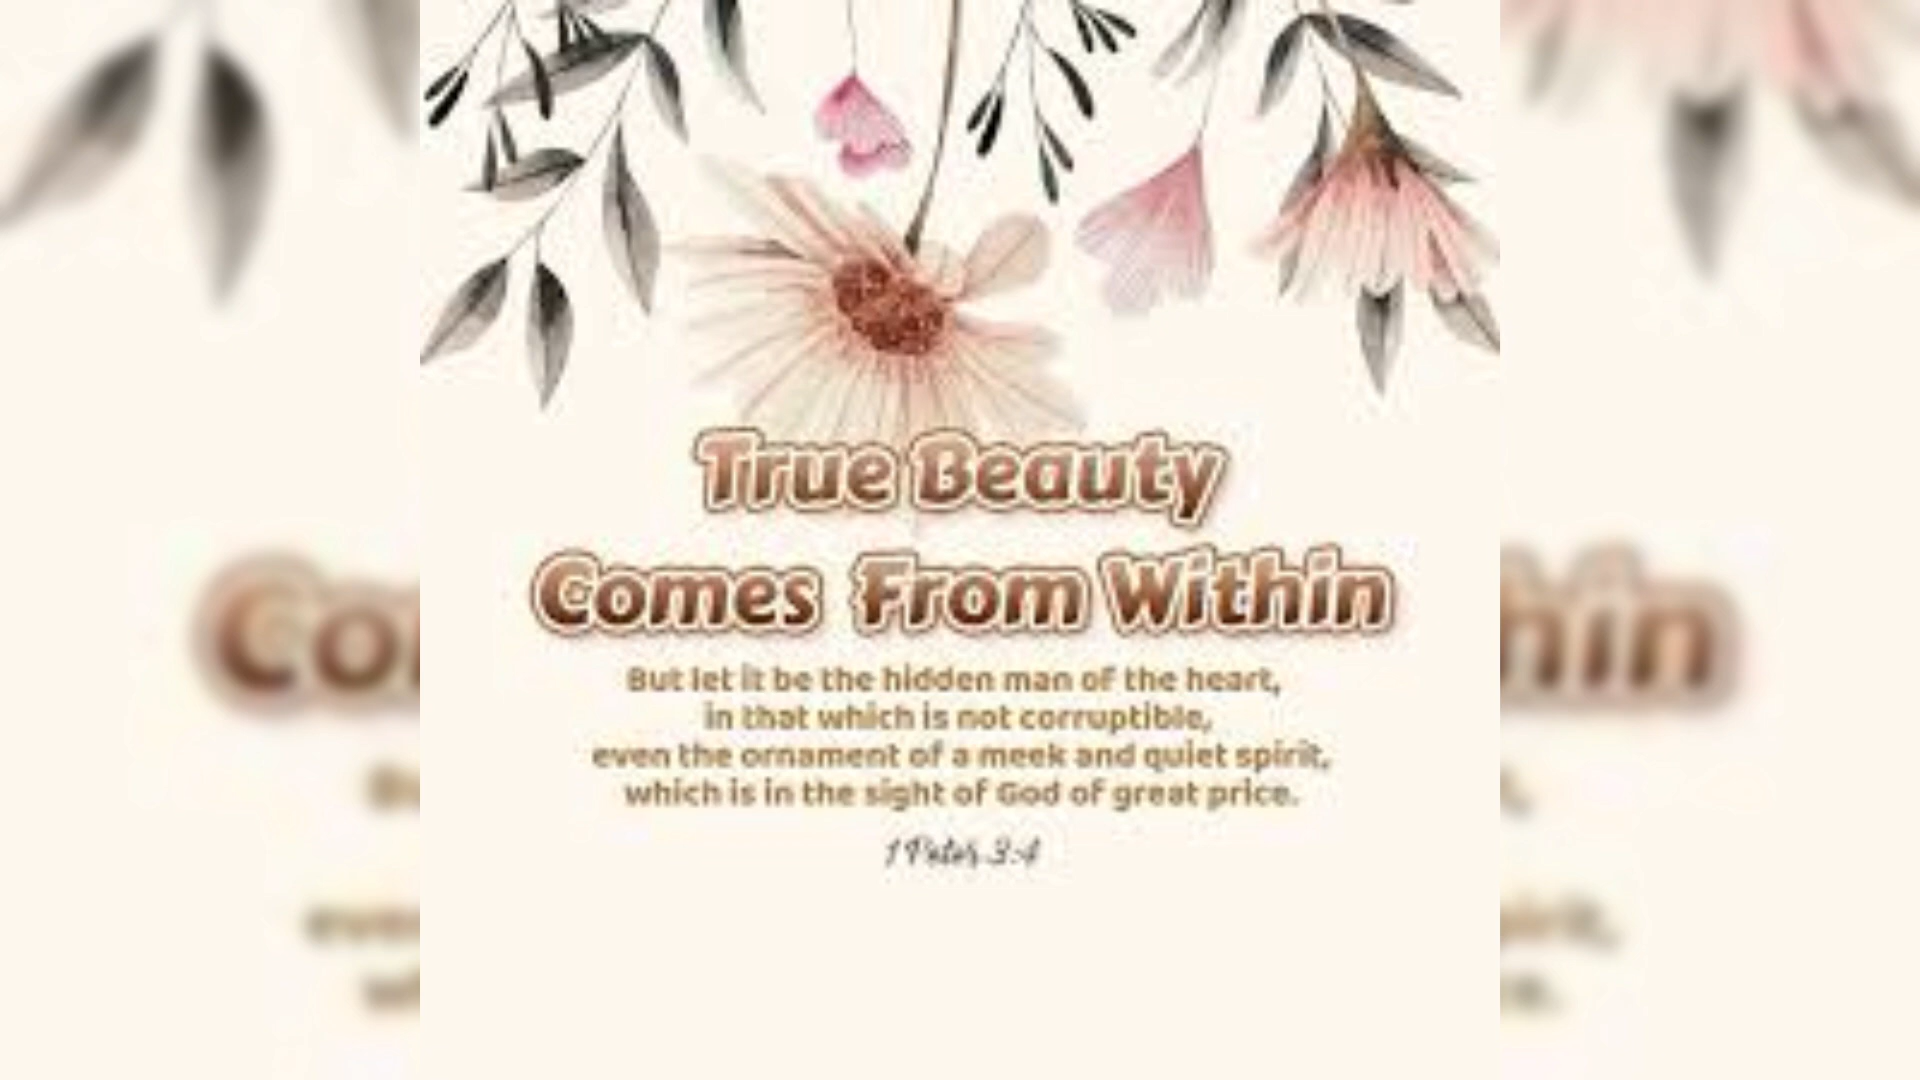 True Beauty
Comes From Within
But let it be the hidden man of the heart,
in that which is not corruptible,
even the ornament of a meek and quiet spirit,
which is in the sight of God of great price.
1 Peter 3:4